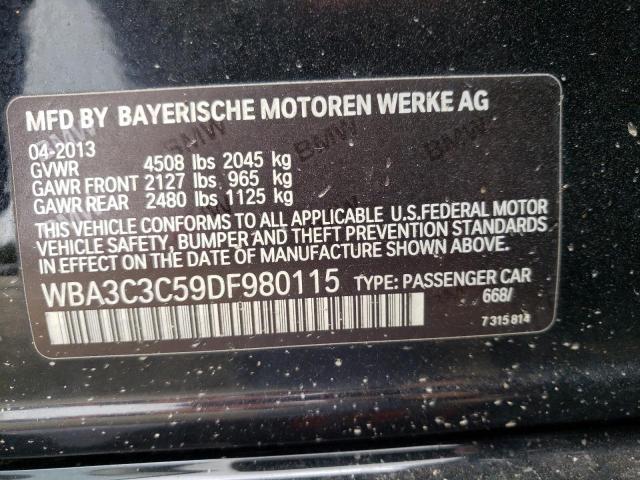 MFD BY BAYERISCHE MOTOREN WERKE AG
04-2013
GVWR 4508 lbs 2045 kg
GAWR FRONT 2127 lbs 965 kg
GAWR REAR 2480 lbs 1125 kg
THIS VEHICLE CONFORMS TO ALL APPLICABLE U.S.FEDERAL MOTOR
VEHICLE SAFETY, BUMPER AND THEFT PREVENTION STANDARDS
IN EFFECT ON THE DATE OF MANUFACTURE SHOWN ABOVE.
WBA3C3C59DF980115 TYPE: PASSENGER CAR
668/
7 315 814